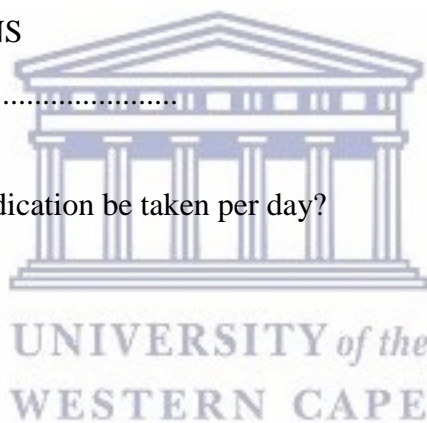 NS
......................
dication be taken per day?
UNIVERSITY of the
WESTERN CAPE